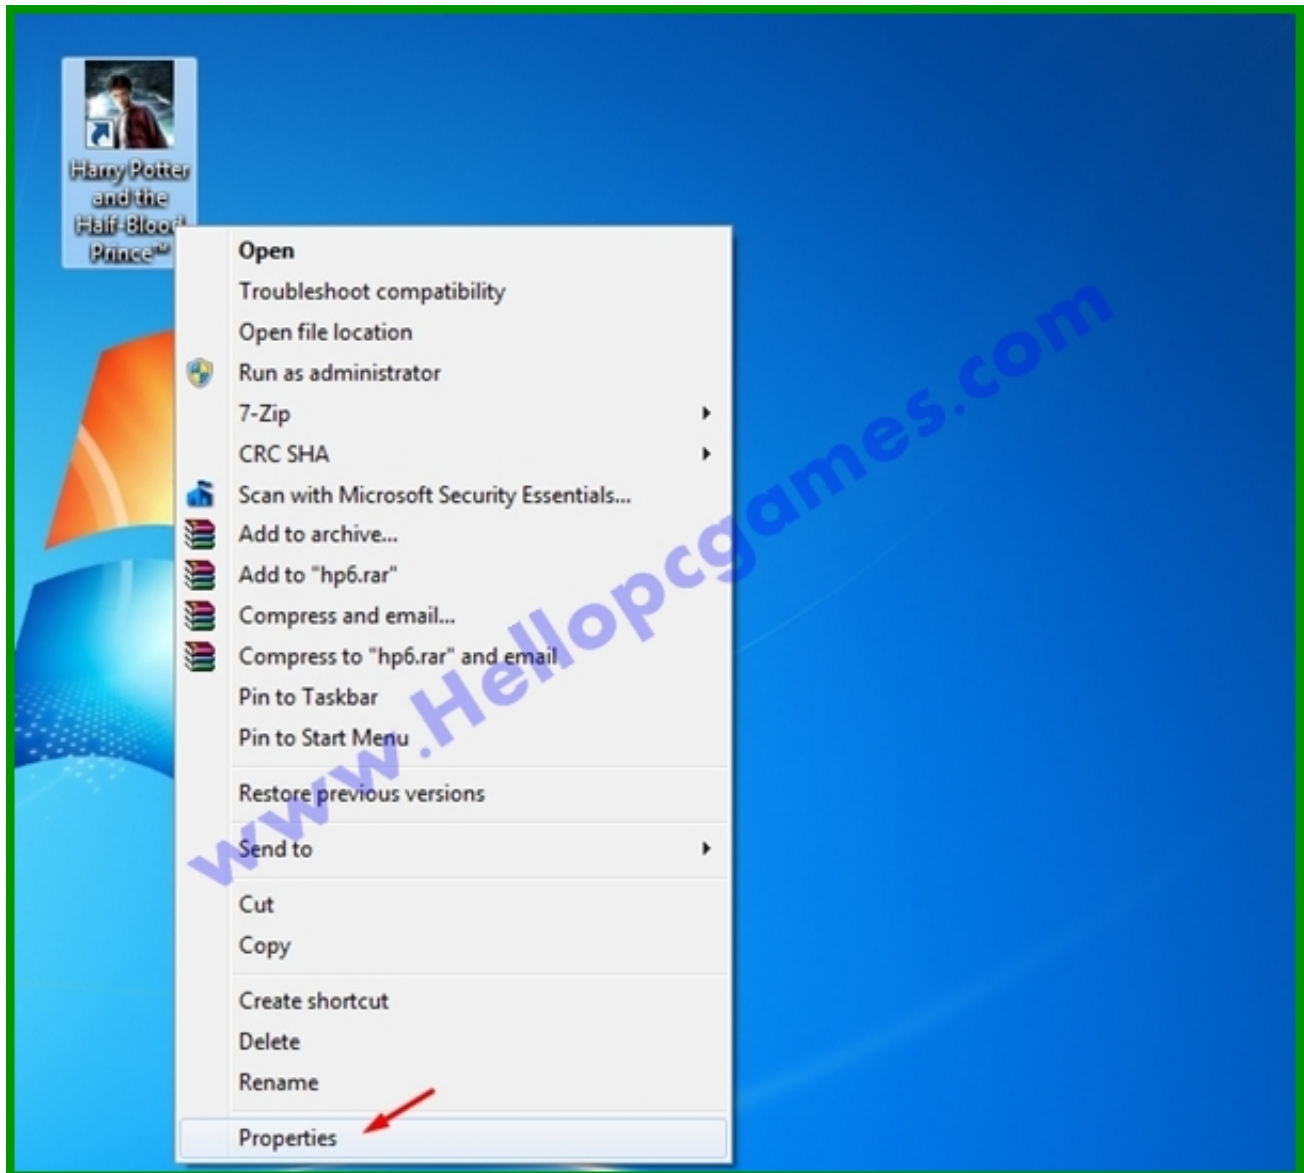 Harry Potter
and the
Half-Blood
Prince™
Open
Troubleshoot compatibility
Open file location
Run as administrator
7-Zip
CRC SHA
Scan with Microsoft Security Essentials...
Add to archive...
Add to "hp6.rar"
Compress and email...
Compress to "hp6.rar" and email
Pin to Taskbar
Pin to Start Menu
Restore previous versions
Send to
Cut
Copy
Create shortcut
Delete
Rename
Properties
www.Hellopcgames.com